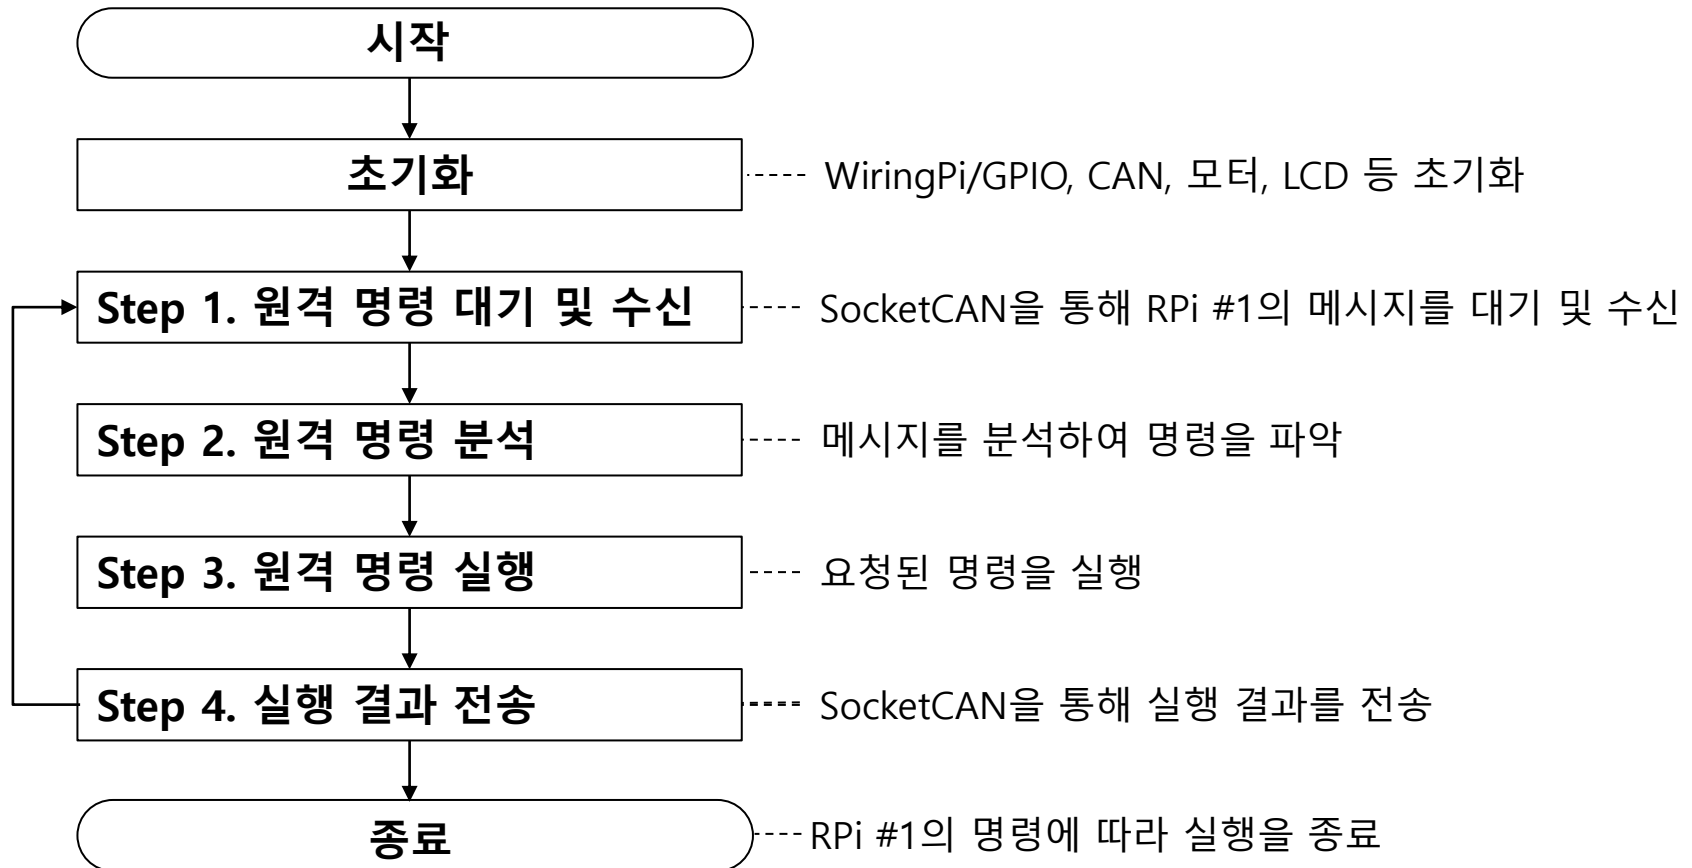 시작
초기화
WiringPi/GPIO, CAN, 모터, LCD 등 초기화
Step 1. 원격 명령 대기 및 수신
SocketCAN을 통해 RPi #1의 메시지를 대기 및 수신
Step 2. 원격 명령 분석
메시지를 분석하여 명령을 파악
Step 3. 원격 명령 실행
요청된 명령을 실행
Step 4. 실행 결과 전송
SocketCAN을 통해 실행 결과를 전송
종료
RPi #1의 명령에 따라 실행을 종료